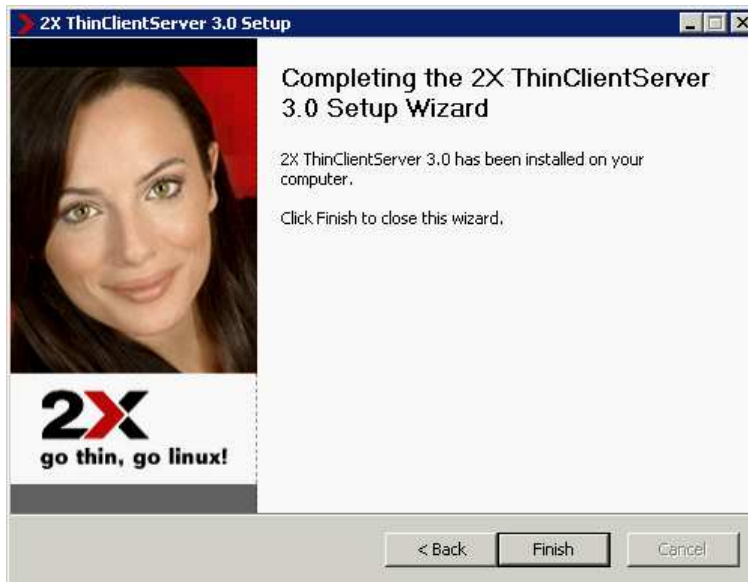 2X ThinClientServer 3.0 Setup
Completing the 2X ThinClientServer
3.0 Setup Wizard
2X ThinClientServer 3.0 has been installed on your
computer.
Click Finish to close this wizard.
2X
go thin, go linux!
< Back
Finish
Cancel